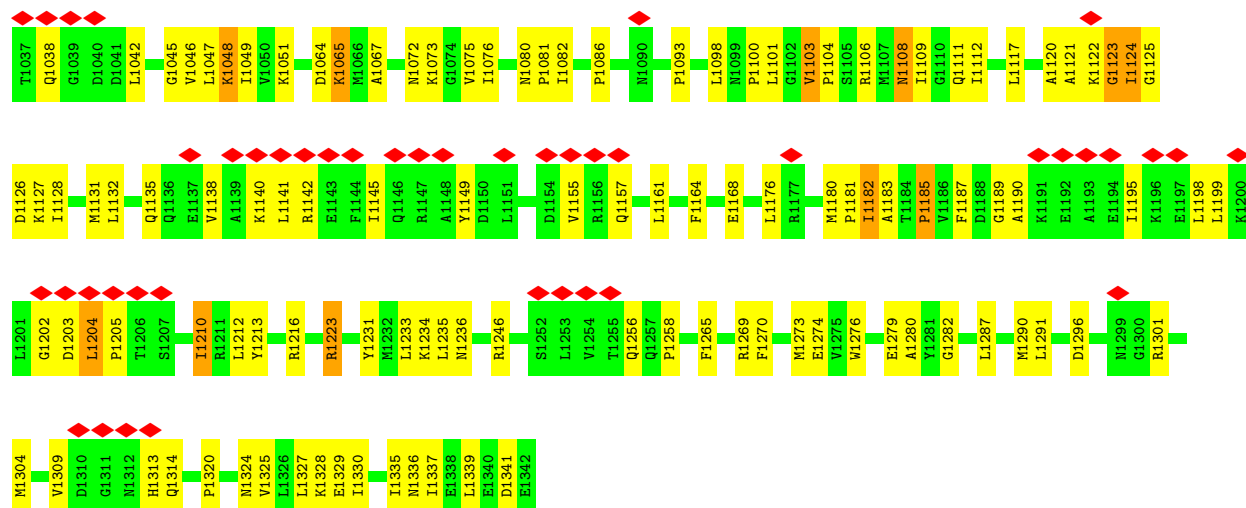 T1037 Q1038 G1039 D1040 D1041 L1042 G1045 V1046 L1047 K1048 I1049 V1050 K1051 D1064 K1065 M1066 A1067 N1072 K1073 G1074 V1075 I1076 N1080 P1081 I1082 P1086 N1090 P1093 L1098 N1099 P1100 L1101 G1102 V1103 P1104 S1105 R1106 M1107 N1108 I1109 G1110 Q1111 I1112 L1117 A1120 A1121 K1122 G1123 I1124 G1125
D1126 K1127 I1128 M1131 L1132 Q1135 Q1136 E1137 V1138 A1139 K1140 L1141 R1142 E1143 F1144 I1145 Q1146 R1147 A1148 Y1149 D1150 L1151 D1154 V1155 R1156 Q1157 L1161 F1164 E1168 L1176 R1177 M1180 P1181 I1182 A1183 T1184 P1185 V1186 F1187 D1188 G1189 A1190 K1191 E1192 A1193 E1194 I1195 K1196 E1197 L1198 L1199 K1200
L1201 G1202 D1203 L1204 P1205 T1206 S1207 I1210 R1211 L1212 Y1213 R1216 R1223 Y1231 M1232 L1233 K1234 L1235 N1236 R1246 S1252 L1253 V1254 T1255 Q1256 Q1257 P1258 F1265 R1269 F1270 M1273 E1274 V1275 W1276 E1279 A1280 Y1281 G1282 L1287 M1290 L1291 D1296 N1299 G1300 R1301
M1304 V1309 D1310 G1311 N1312 H1313 Q1314 P1320 N1324 V1325 L1326 L1327 K1328 E1329 I1330 I1335 N1336 I1337 E1338 L1339 E1340 D1341 E1342